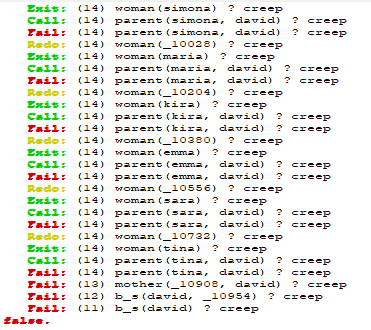 Exit: (14) woman(simona) ? creep
Call: (14) parent(simona, david) ? creep
Fail: (14) parent(simona, david) ? creep
Redo: (14) woman(_10028) ? creep
Exit: (14) woman(maria) ? creep
Call: (14) parent(maria, david) ? creep
Fail: (14) parent(maria, david) ? creep
Redo: (14) woman(_10204) ? creep
Exit: (14) woman(kira) ? creep
Call: (14) parent(kira, david) ? creep
Fail: (14) parent(kira, david) ? creep
Redo: (14) woman(_10380) ? creep
Exit: (14) woman(emma) ? creep
Call: (14) parent(emma, david) ? creep
Fail: (14) parent(emma, david) ? creep
Redo: (14) woman(_10556) ? creep
Exit: (14) woman(sara) ? creep
Call: (14) parent(sara, david) ? creep
Fail: (14) parent(sara, david) ? creep
Redo: (14) woman(_10732) ? creep
Exit: (14) woman(tina) ? creep
Call: (14) parent(tina, david) ? creep
Fail: (14) parent(tina, david) ? creep
Fail: (13) mother(_10908, david) ? creep
Fail: (12) b_s(david, _10954) ? creep
Fail: (11) b_s(david) ? creep
false.